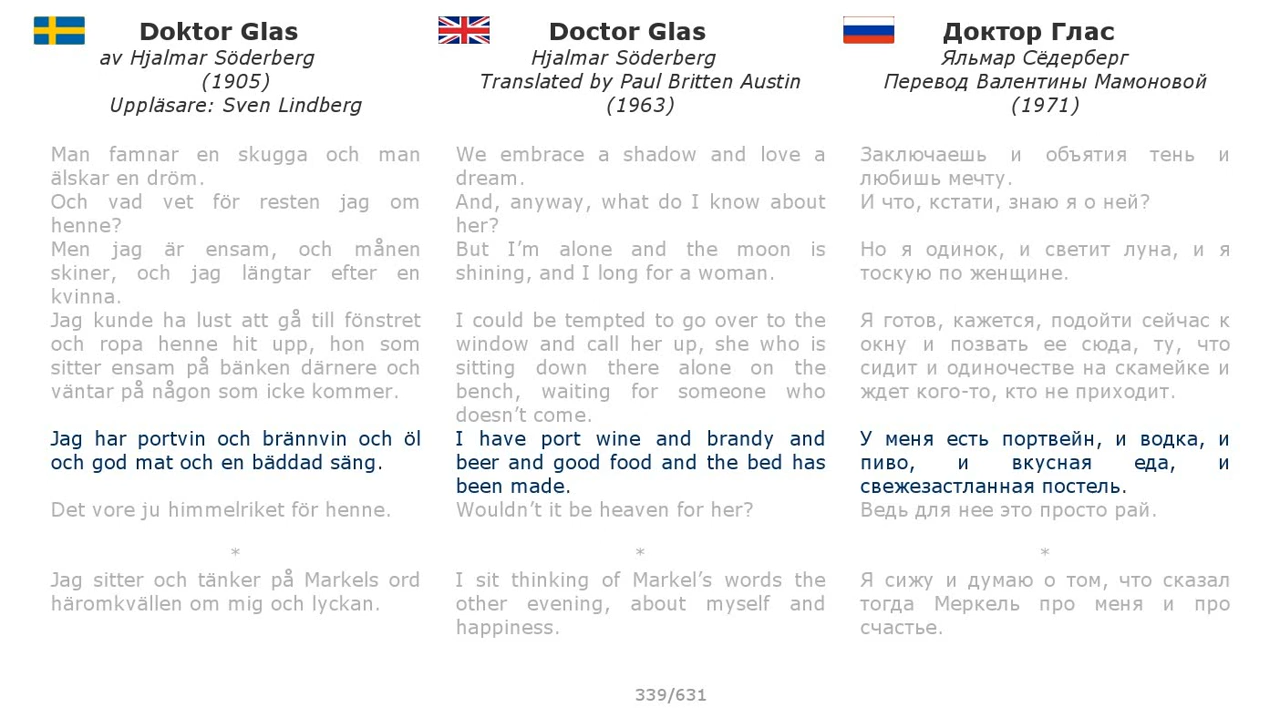 Doktor Glas
av Hjalmar Söderberg
(1905)
Uppläsare: Sven Lindberg
Man famnar en skugga och man
älskar en dröm.
Och vad vet för resten jag om
henne?
Men jag är ensam, och månen
skiner, och jag längtar efter en
kvinna.
Jag kunde ha lust att gå till fönstret
och ropa henne hit upp, hon som
sitter ensam på bänken därnere och
väntar på någon som icke kommer.
Jag har portvin och brännvin och öl
och god mat och en bäddad säng.
Det vore ju himmelriket för henne.
*
Jag sitter och tänker på Markels ord
häromkvällen om mig och lyckan.
Doctor Glas
Hjalmar Söderberg
Translated by Paul Britten Austin
(1963)
We embrace a shadow and love a
dream.
And, anyway, what do I know about
her?
But I’m alone and the moon is
shining, and I long for a woman.
I could be tempted to go over to the
window and call her up, she who is
sitting down there alone on the
bench, waiting for someone who
doesn’t come.
I have port wine and brandy and
beer and good food and the bed has
been made.
Wouldn’t it be heaven for her?
*
I sit thinking of Markel’s words the
other evening, about myself and
happiness.
Доктор Глас
Яльмар Сёдерберг
Перевод Валентины Мамоновой
(1971)
Заключаешь и объятия тень и
любишь мечту.
И что, кстати, знаю я о ней?
Но я одинок, и светит луна, и я
тоскую по женщине.
Я готов, кажется, подойти сейчас к
окну и позвать ее сюда, ту, что
сидит и одиночестве на скамейке и
ждет кого-то, кто не приходит.
У меня есть портвейн, и водка, и
пиво, и вкусная еда, и
свежезастланная постель.
Ведь для нее это просто рай.
*
Я сижу и думаю о том, что сказал
тогда Меркель про меня и про
счастье.
339/631